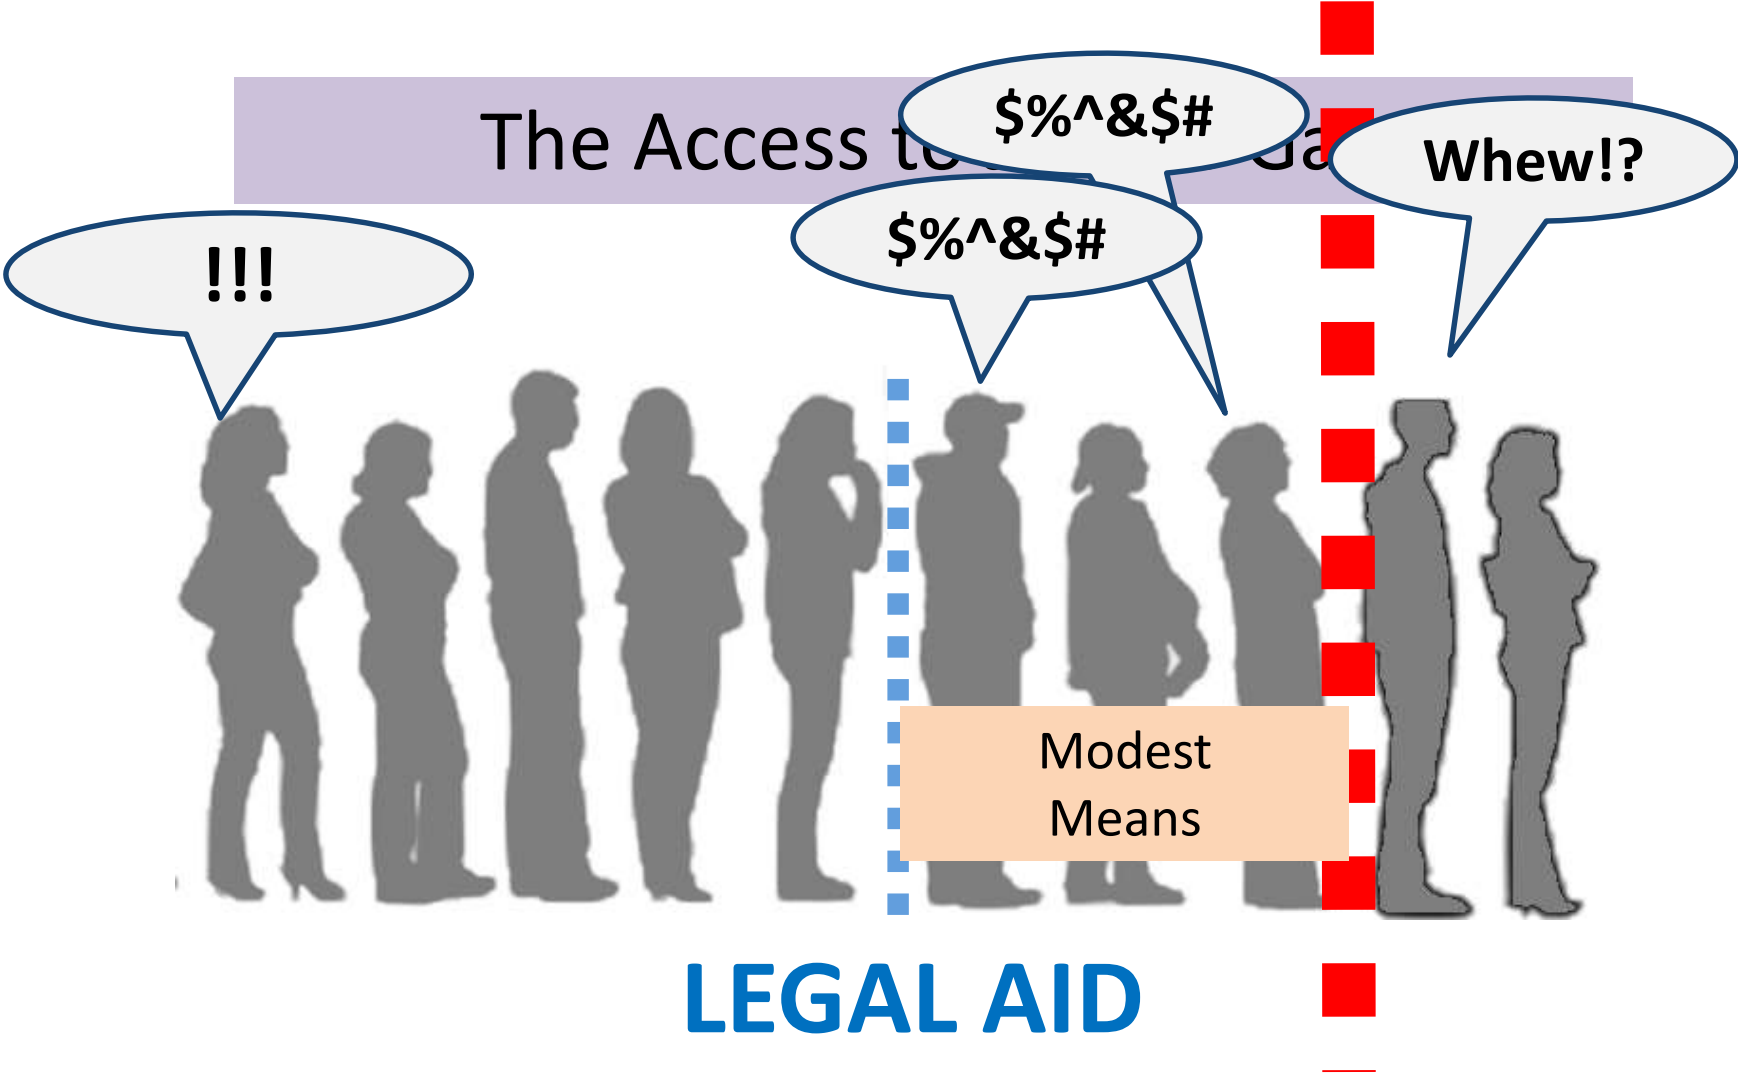 $%^&$#
The Access to Ga
Whew!?
$%^&$#
!!!
Modest
Means
LEGAL AID